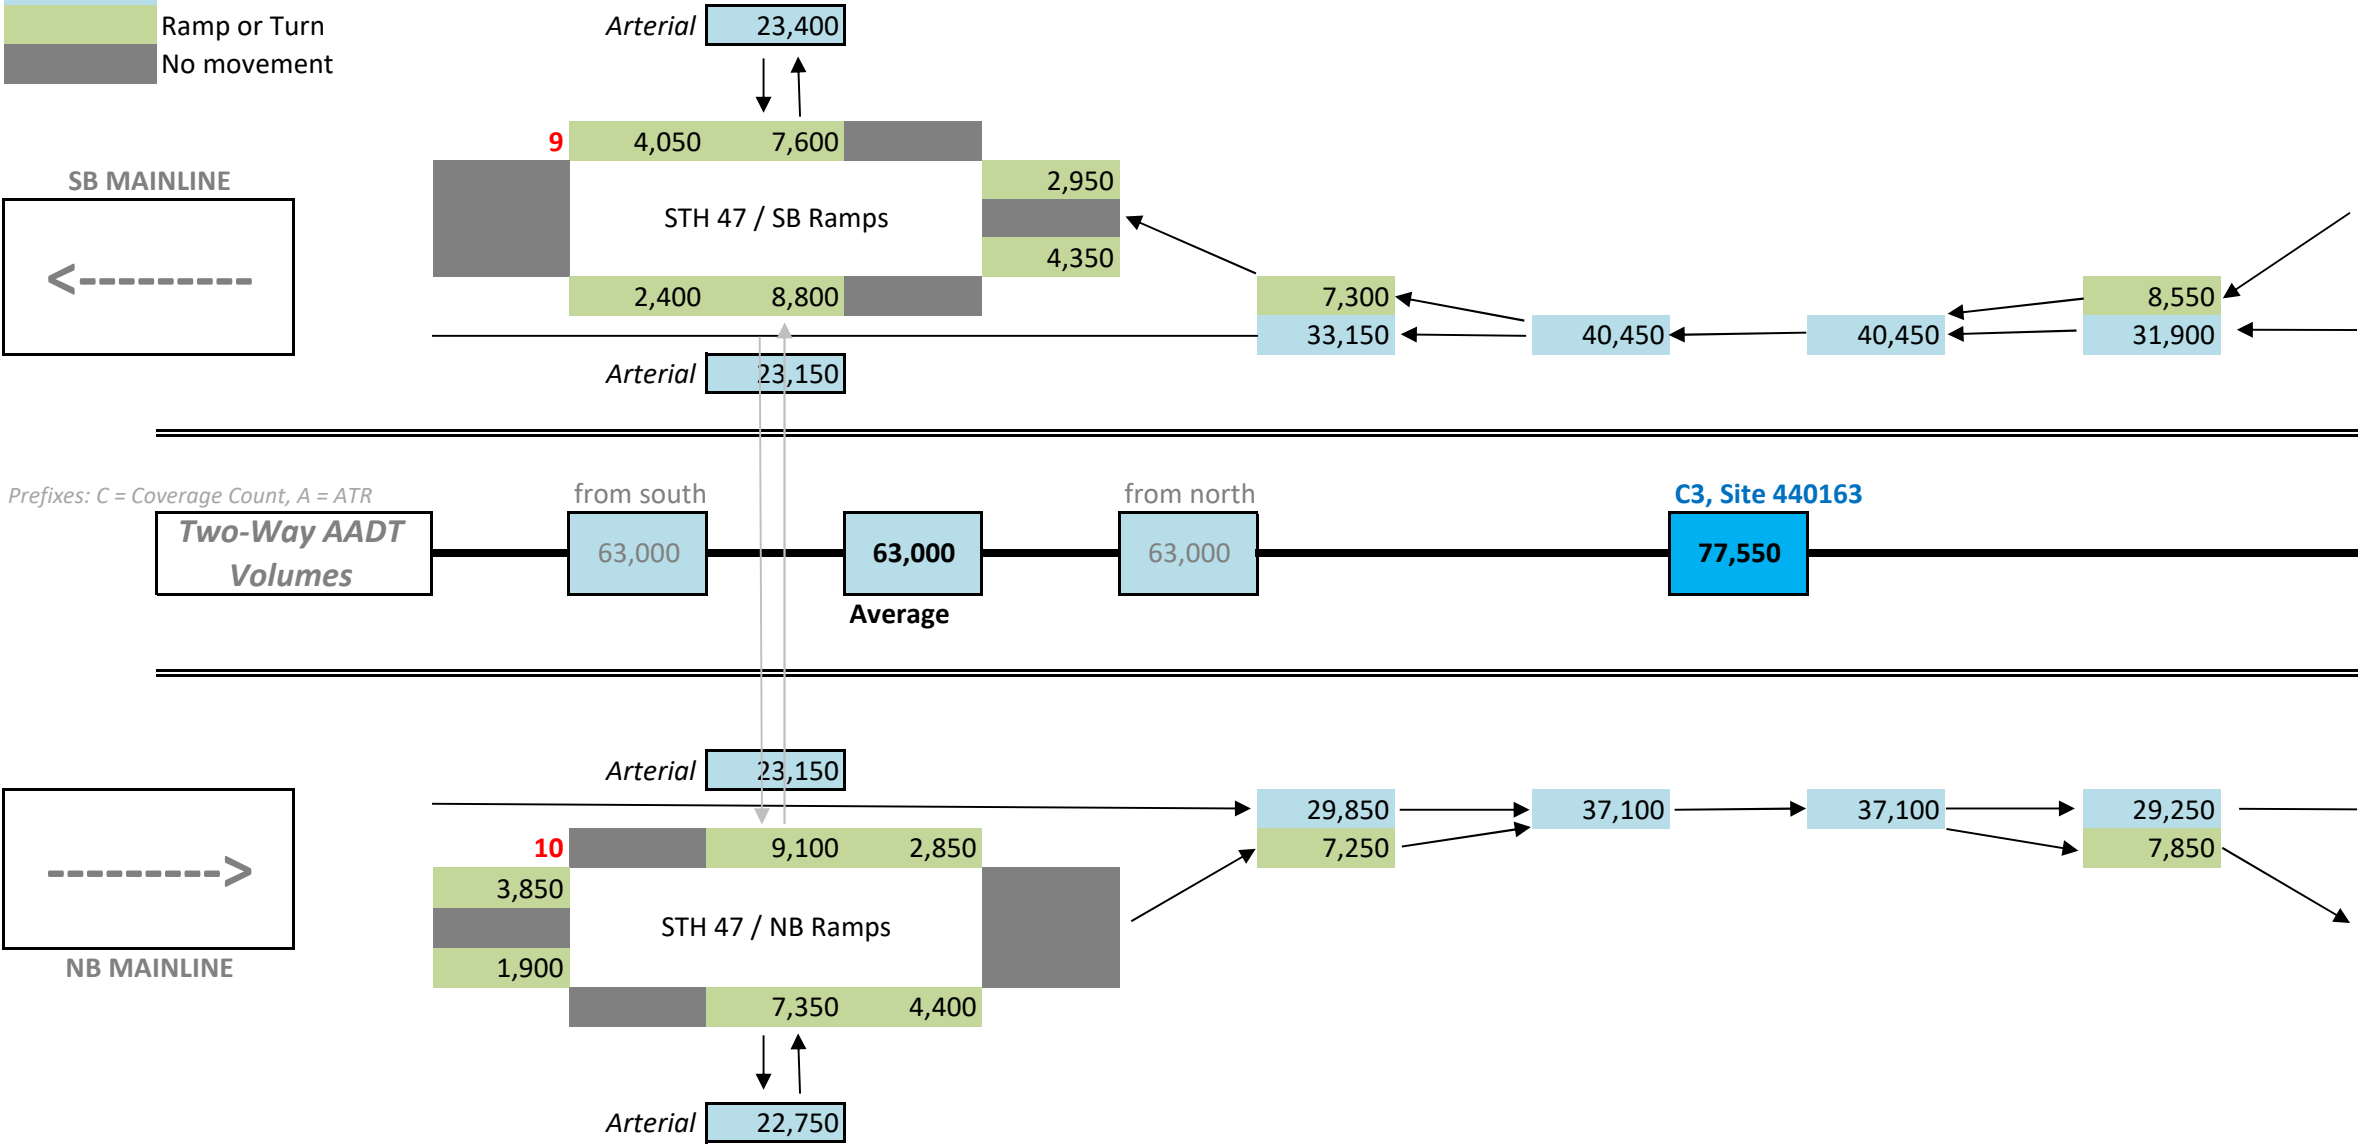 Ramp or Turn
No movement
Arterial 23,400
9 4,050 7,600
SB MAINLINE
2,950
STH 47 / SB Ramps
4,350
<---------
2,400 8,800 7,300 8,550
33,150 40,450 40,450 31,900
Arterial 23,150
Prefixes: C = Coverage Count, A = ATR from south from north C3, Site 440163
Two-Way AADT
Volumes
63,000 63,000 63,000 77,550
Average
Arterial 23,150
29,850 37,100 37,100 29,250
10 9,100 2,850 7,250 7,850
--------->
3,850
STH 47 / NB Ramps
NB MAINLINE 1,900
7,350 4,400
Arterial 22,750